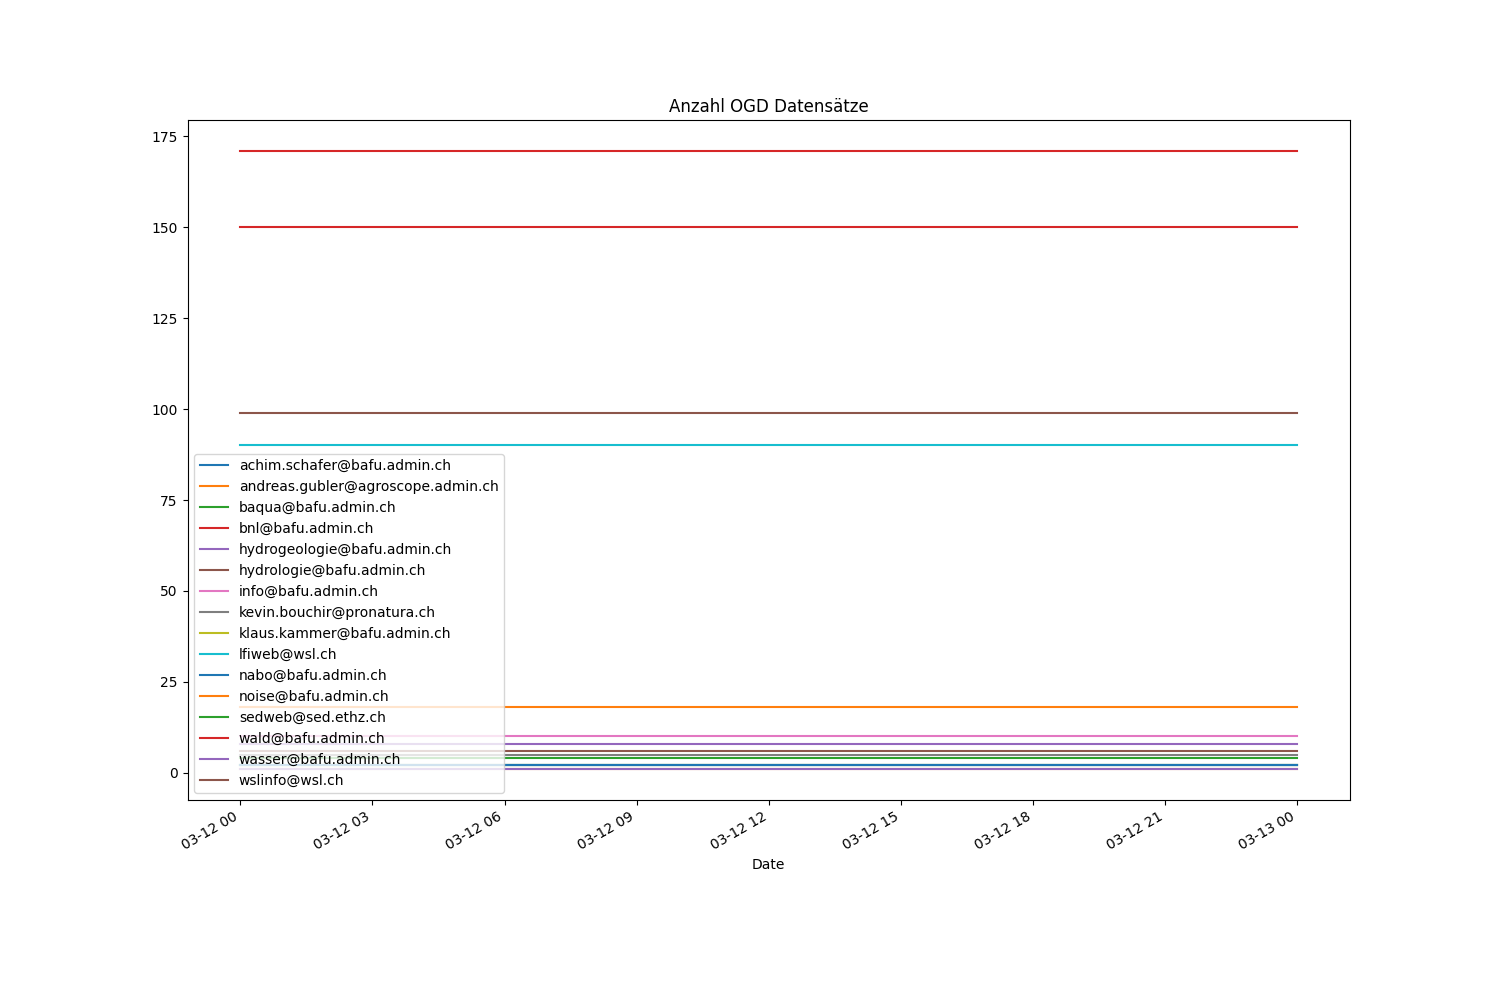 Anzahl OGD Datensätze
175
150
125
100
75
50
25
0
achim.schafer@bafu.admin.ch
andreas.gubler@agroscope.admin.ch
baqua@bafu.admin.ch
bnl@bafu.admin.ch
hydrogeologie@bafu.admin.ch
hydrologie@bafu.admin.ch
info@bafu.admin.ch
kevin.bouchir@pronatura.ch
klaus.kammer@bafu.admin.ch
lfiweb@wsl.ch
nabo@bafu.admin.ch
noise@bafu.admin.ch
sedweb@sed.ethz.ch
wald@bafu.admin.ch
wasser@bafu.admin.ch
wslinfo@wsl.ch
03-12 00
03-12 03
03-12 06
03-12 09
03-12 12
03-12 15
03-12 18
03-12 21
03-13 00
Date